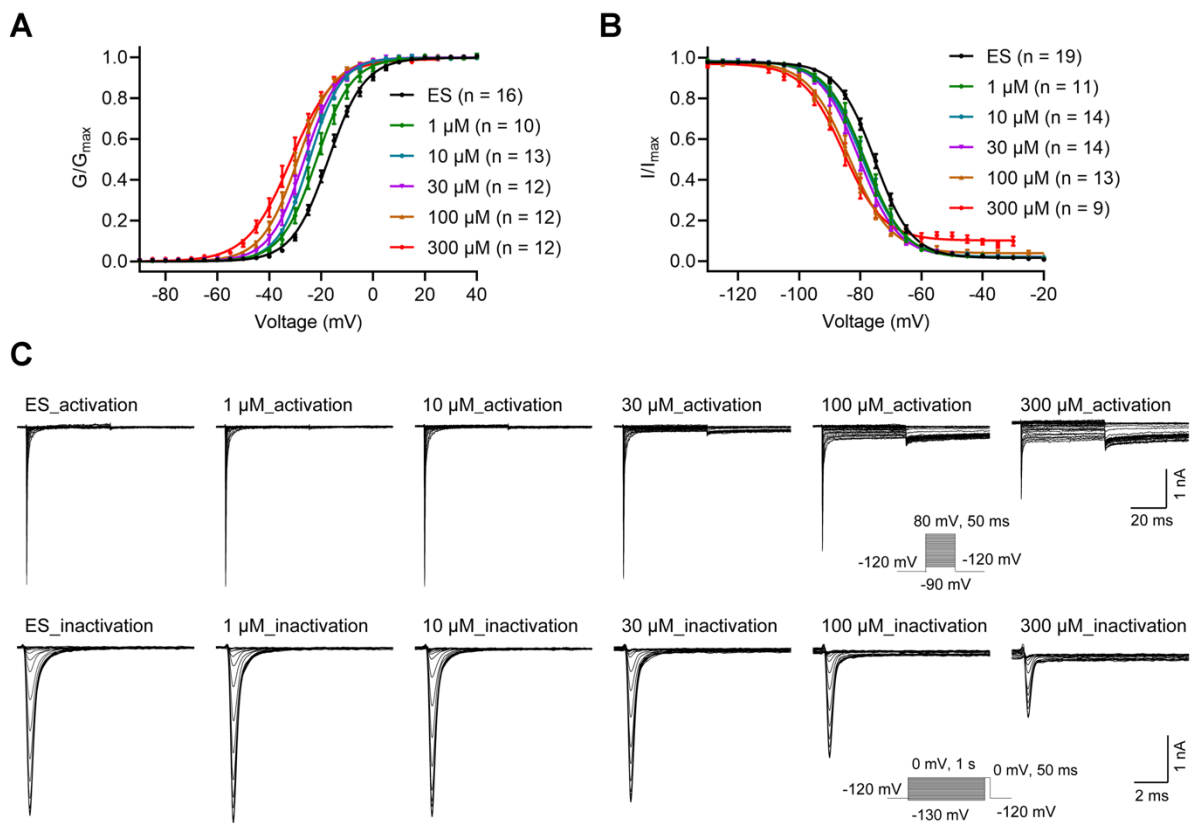 A
G/Gmax
1.0
0.8
0.6
0.4
0.2
0.0
ES (n = 16)
1 µM (n = 10)
10 µM (n = 13)
30 µM (n = 12)
100 µM (n = 12)
300 µM (n = 12)
-80 -60 -40 -20 0 20 40
Voltage (mV)
B
I/Imax
1.0
0.8
0.6
0.4
0.2
0.0
ES (n = 19)
1 µM (n = 11)
10 µM (n = 14)
30 µM (n = 14)
100 µM (n = 13)
300 µM (n = 9)
-120 -100 -80 -60 -40 -20
Voltage (mV)
C
ES_activation 1 µM_activation 10 µM_activation 30 µM_activation 100 µM_activation 300 µM_activation
1 nA
20 ms
80 mV, 50 ms
-120 mV -120 mV
-90 mV
ES_inactivation 1 µM_inactivation 10 µM_inactivation 30 µM_inactivation 100 µM_inactivation 300 µM_inactivation
1 nA
2 ms
0 mV, 1 s 0 mV, 50 ms
-120 mV
-130 mV -120 mV